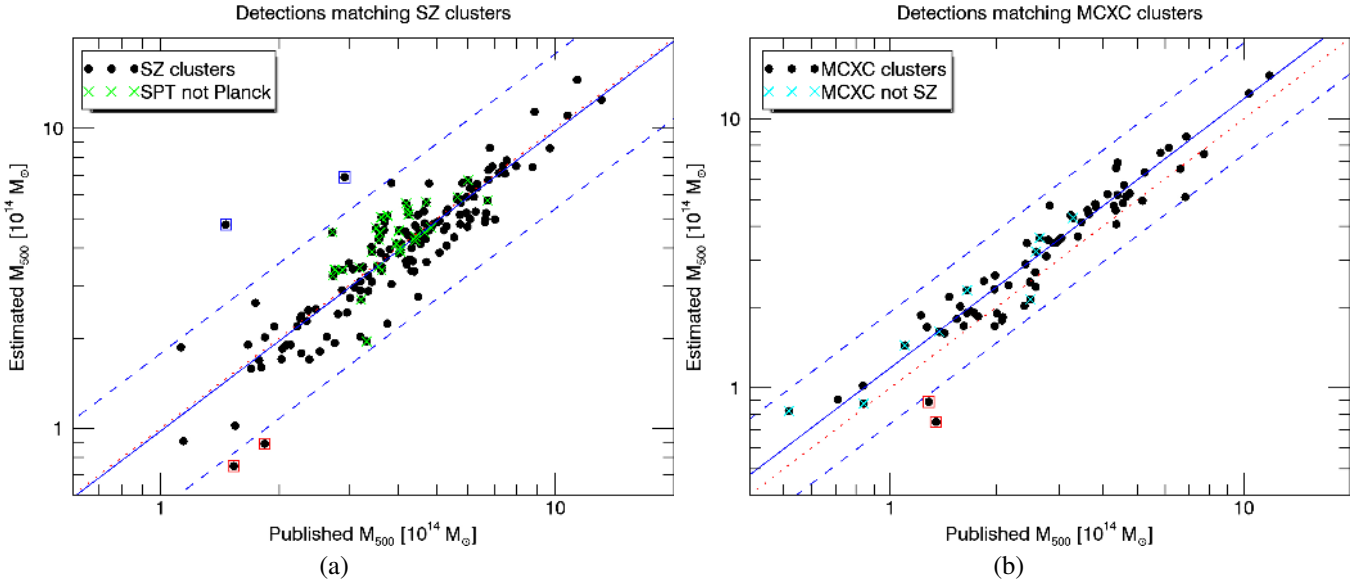 Detections matching SZ clusters
SZ clusters
SPT not Planck
10
1
Estimated M500 [10^14 M⊙]
1
10
Published M500 [10^14 M⊙]
(a)
Detections matching MCXC clusters
MCXC clusters
MCXC not SZ
10
1
Estimated M500 [10^14 M⊙]
1
10
Published M500 [10^14 M⊙]
(b)